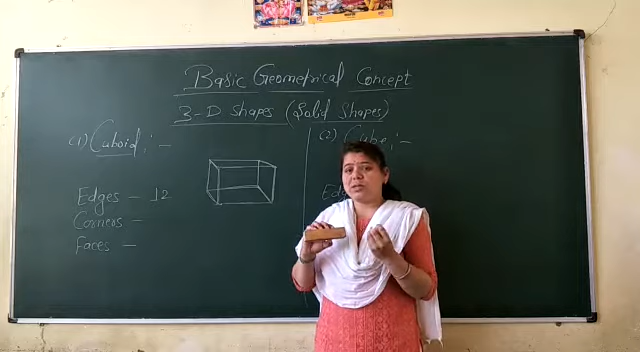 Basic Geometrical Concept
3-D Shapes (Solid Shapes)
(1) Cuboid :-
(2) Cube :-
Edges - 12
Corners -
Faces -